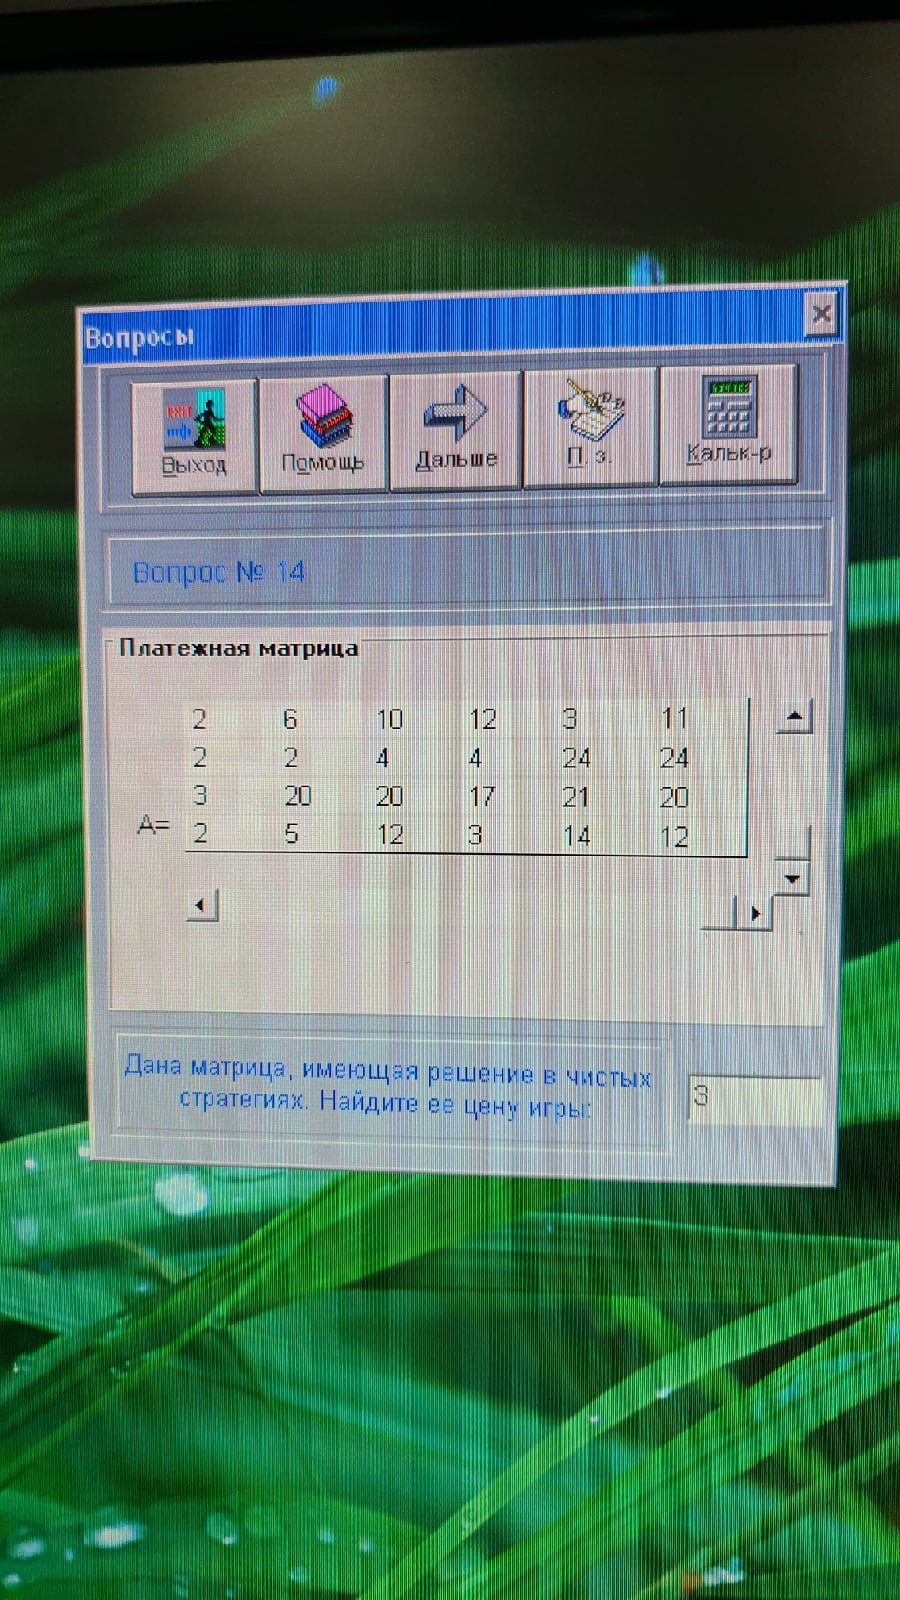 Вопросы
Выход Помощь Дальше П. з. Кальк-р
Вопрос № 14
Платежная матрица
2 6 10 12 3 11
2 2 4 4 24 24
3 20 20 17 21 20
A= 2 5 12 3 14 12
Дана матрица, имеющая решение в чистых
стратегиях. Найдите ее цену игры: 3